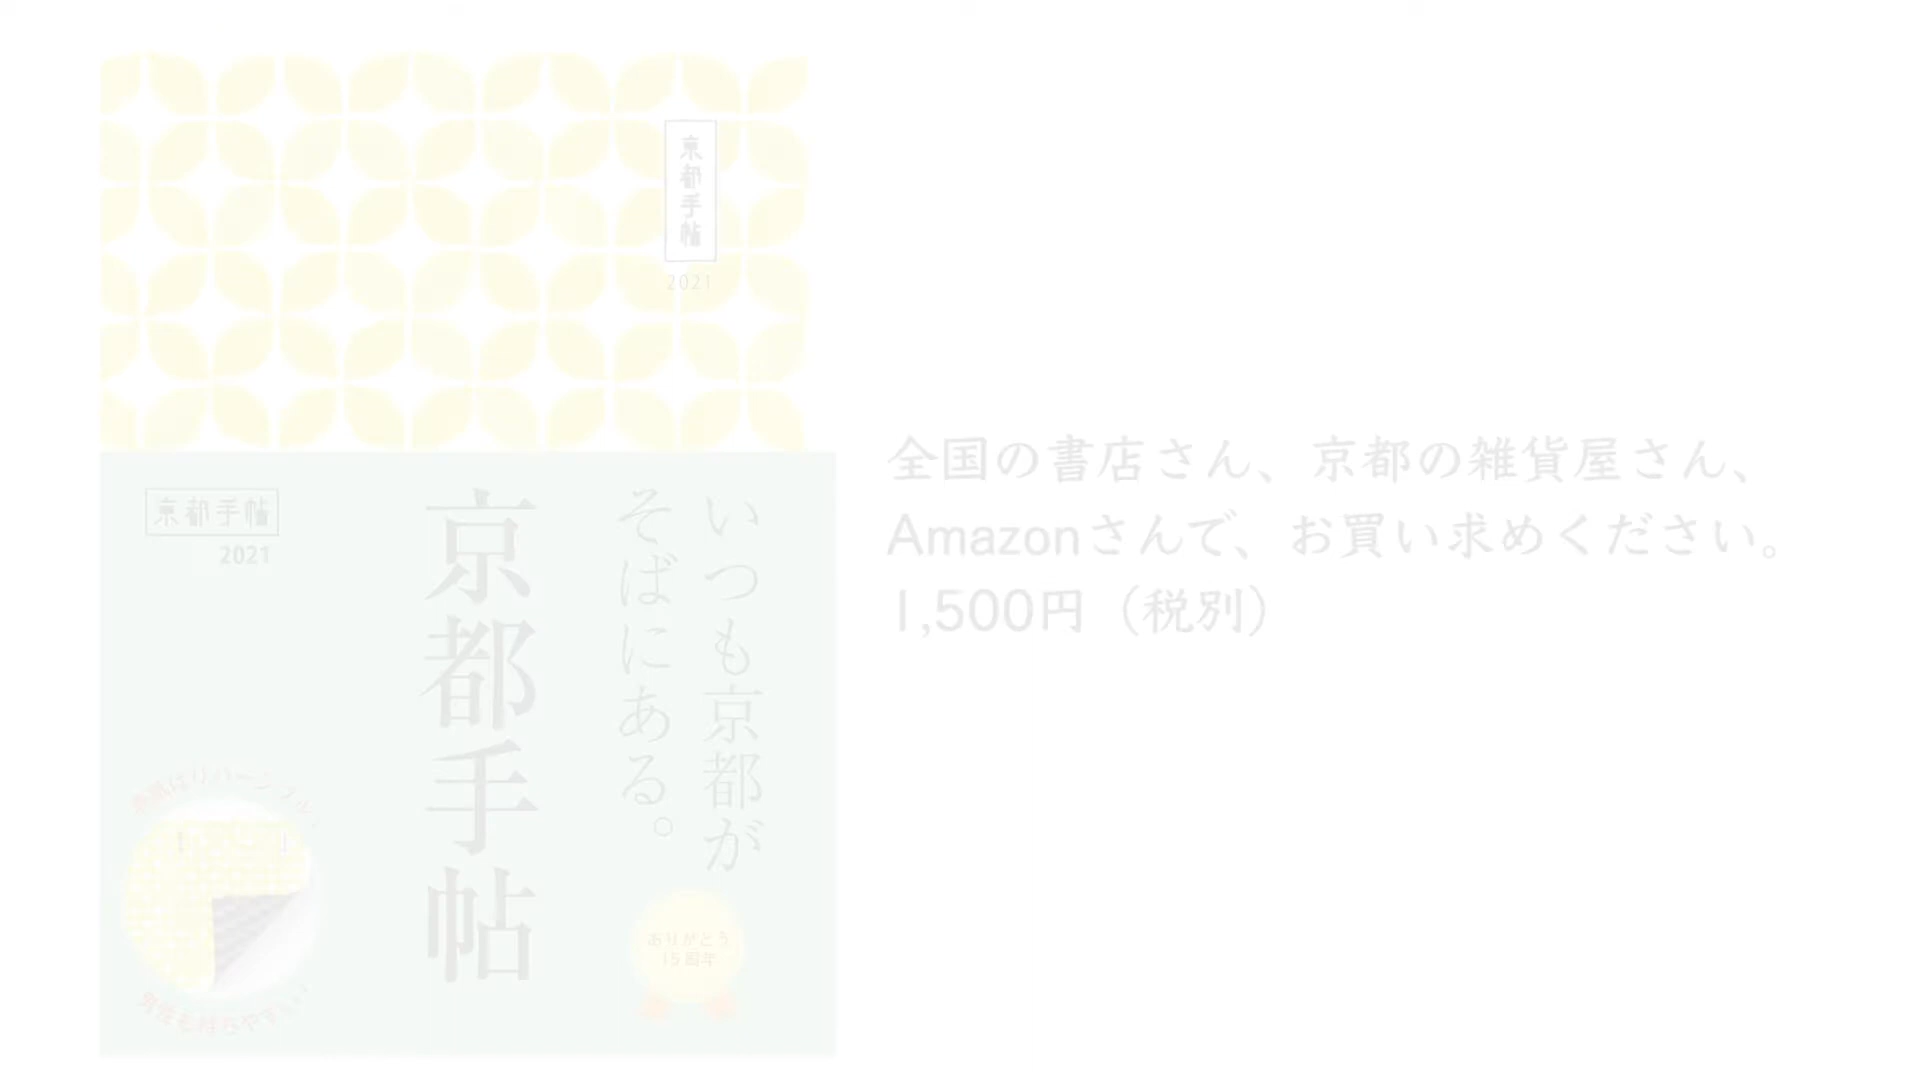 京都手帖
2021
京都手帖
2021
いつも京都が
そばにある。
京都手帖
ありがとう
15周年
全国の書店さん、京都の雑貨屋さん、
Amazonさんで、お買い求めください。
1,500円（税別）